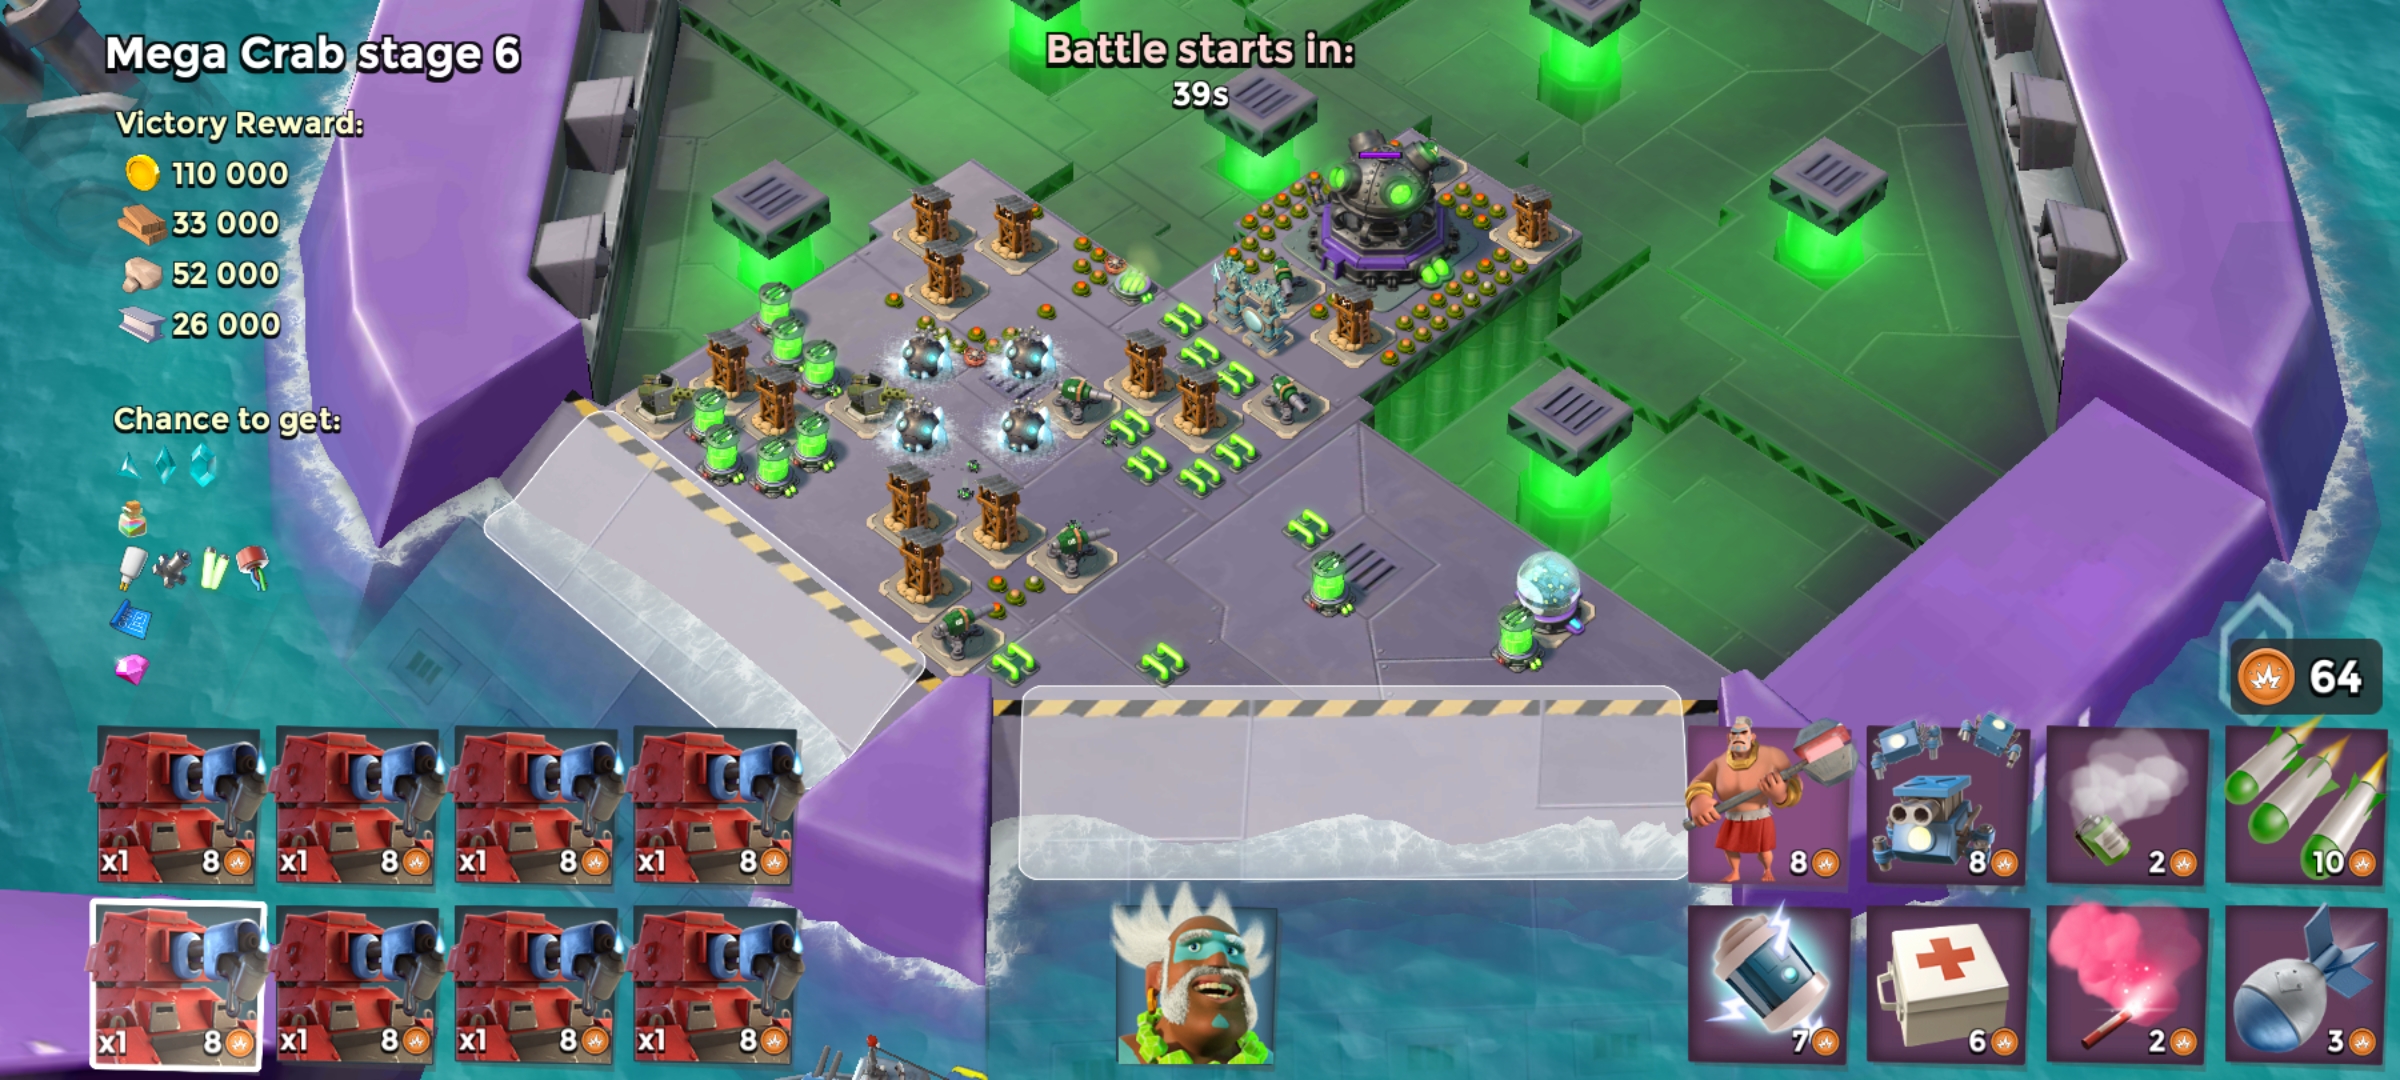 Mega Crab stage 6
Battle starts in:
39s
Victory Reward:
110 000
33 000
52 000
26 000
Chance to get:
64
x1 8
x1 8
x1 8
x1 8
8
8
2
10
x1 8
x1 8
x1 8
x1 8
7
6
2
3